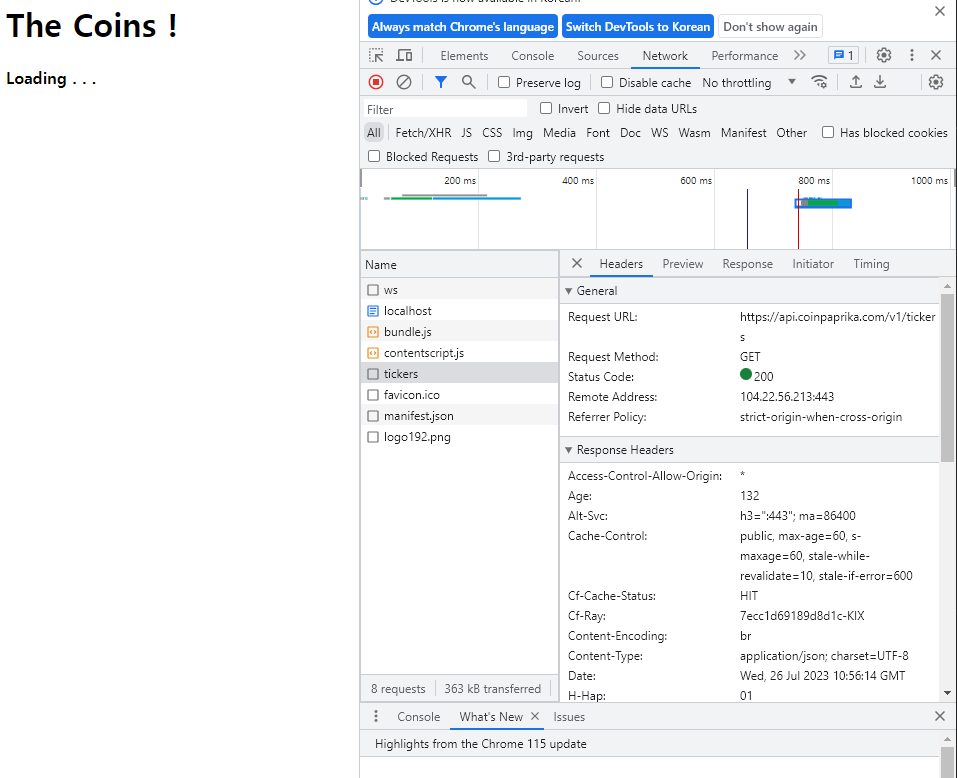 The Coins !
Loading . . .
DevTools is now available in Korean!
Always match Chrome's language Switch DevTools to Korean Don't show again
Elements Console Sources Network Performance 1
Preserve log Disable cache No throttling
Filter Invert Hide data URLs
All Fetch/XHR JS CSS Img Media Font Doc WS Wasm Manifest Other Has blocked cookies
Blocked Requests 3rd-party requests
200 ms 400 ms 600 ms 800 ms 1000 ms
Name
ws
localhost
bundle.js
contentscript.js
tickers
favicon.ico
manifest.json
logo192.png
8 requests 363 kB transferred
Headers Preview Response Initiator Timing
General
Request URL: https://api.coinpaprika.com/v1/ticker
s
Request Method: GET
Status Code: 200
Remote Address: 104.22.56.213:443
Referrer Policy: strict-origin-when-cross-origin
Response Headers
Access-Control-Allow-Origin: *
Age: 132
Alt-Svc: h3=":443"; ma=86400
Cache-Control: public, max-age=60, s-
maxage=60, stale-while-
revalidate=10, stale-if-error=600
Cf-Cache-Status: HIT
Cf-Ray: 7ecc1d69189d8d1c-KIX
Content-Encoding: br
Content-Type: application/json; charset=UTF-8
Date: Wed, 26 Jul 2023 10:56:14 GMT
H-Hap: 01
Console What's New Issues
Highlights from the Chrome 115 update